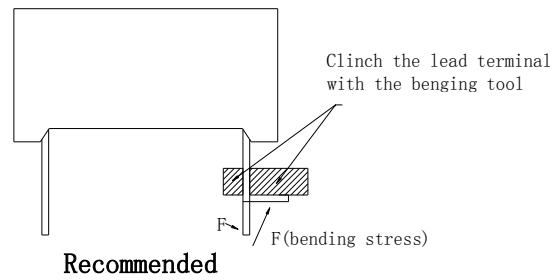 Clinch the lead terminal
with the benging tool
F
F(bending stress)
Recommended